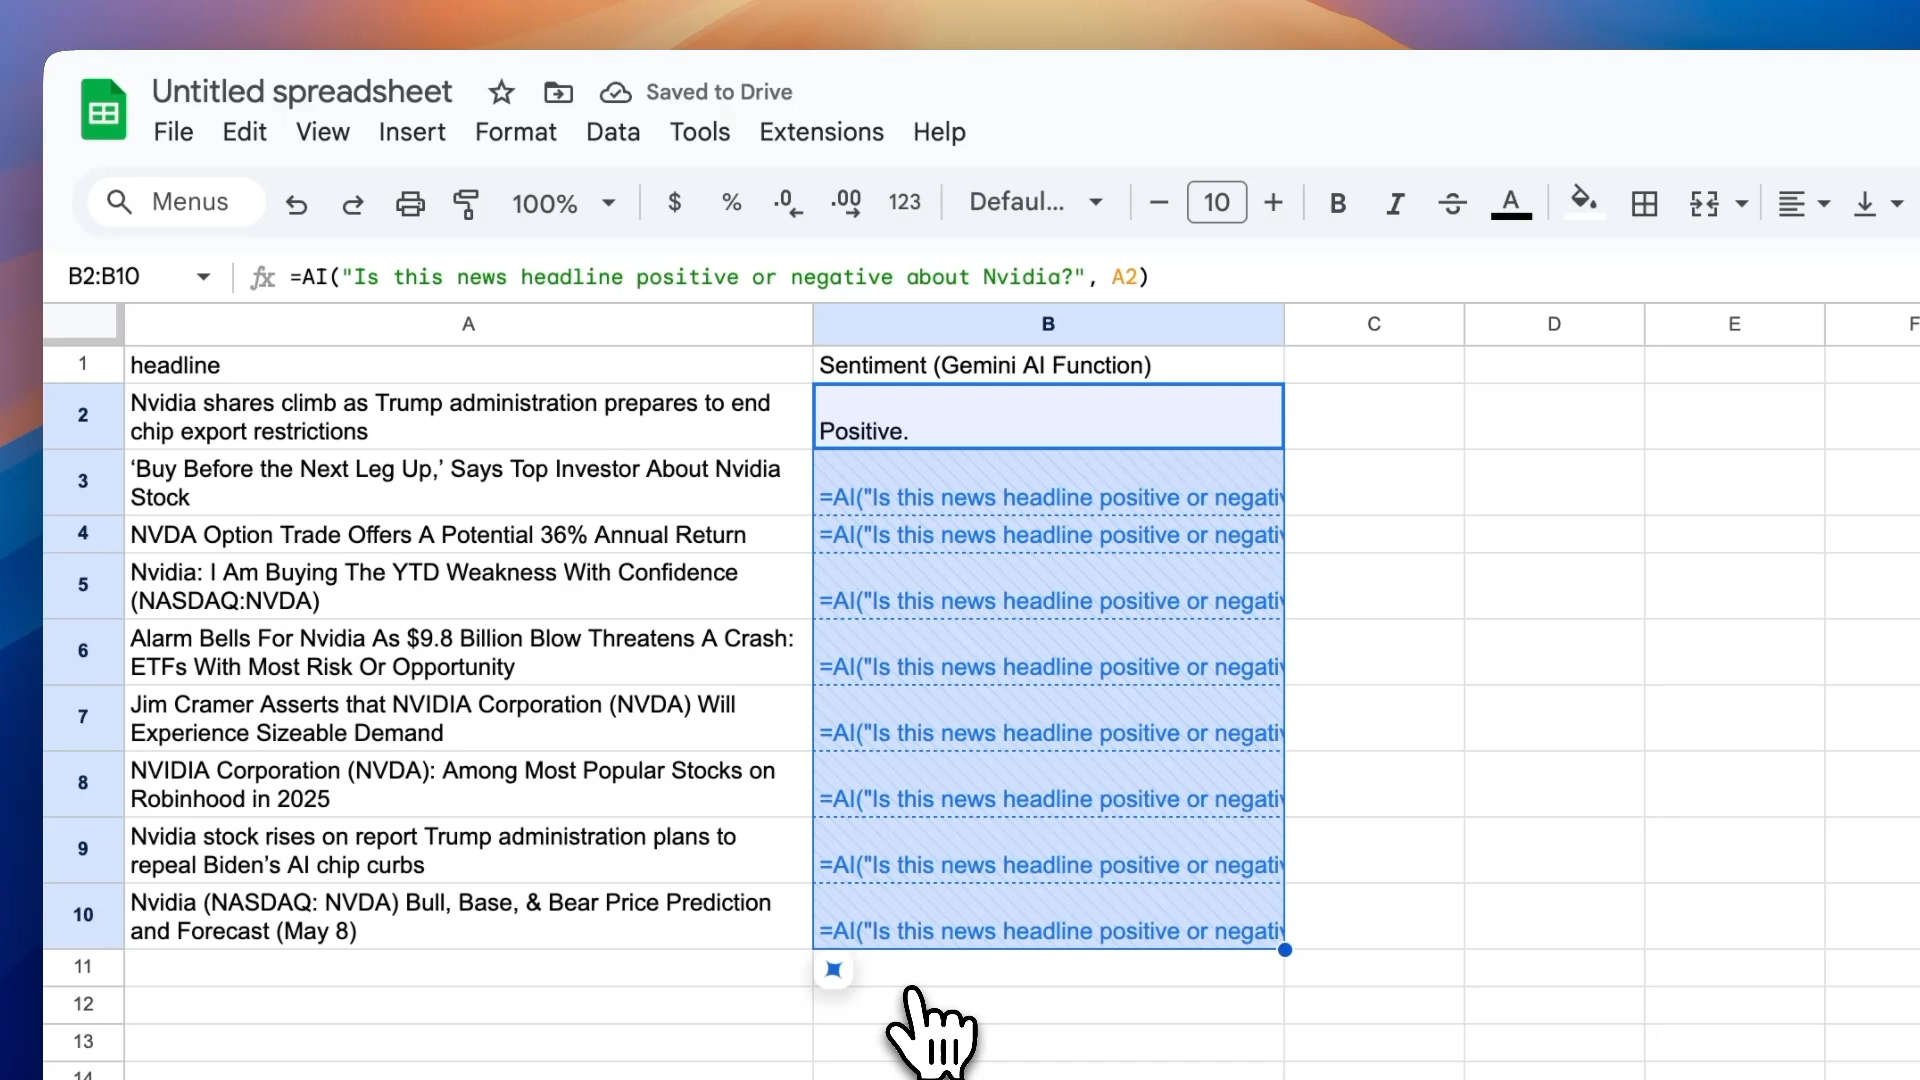 Untitled spreadsheet Saved to Drive
File Edit View Insert Format Data Tools Extensions Help
Menus 100% $ % .0 .00 123 Defaul... 10 B I S A
B2:B10 fx =AI("Is this news headline positive or negative about Nvidia?", A2)
A B C D E F
1 headline Sentiment (Gemini AI Function)
2 Nvidia shares climb as Trump administration prepares to end
chip export restrictions Positive.
3 ‘Buy Before the Next Leg Up,’ Says Top Investor About Nvidia
Stock =AI("Is this news headline positive or negativ
4 NVDA Option Trade Offers A Potential 36% Annual Return =AI("Is this news headline positive or negativ
5 Nvidia: I Am Buying The YTD Weakness With Confidence
(NASDAQ:NVDA) =AI("Is this news headline positive or negativ
6 Alarm Bells For Nvidia As $9.8 Billion Blow Threatens A Crash:
ETFs With Most Risk Or Opportunity =AI("Is this news headline positive or negativ
7 Jim Cramer Asserts that NVIDIA Corporation (NVDA) Will
Experience Sizeable Demand =AI("Is this news headline positive or negativ
8 NVIDIA Corporation (NVDA): Among Most Popular Stocks on
Robinhood in 2025 =AI("Is this news headline positive or negativ
9 Nvidia stock rises on report Trump administration plans to
repeal Biden’s AI chip curbs =AI("Is this news headline positive or negativ
10 Nvidia (NASDAQ: NVDA) Bull, Base, & Bear Price Prediction
and Forecast (May 8) =AI("Is this news headline positive or negativ
11
12
13
14